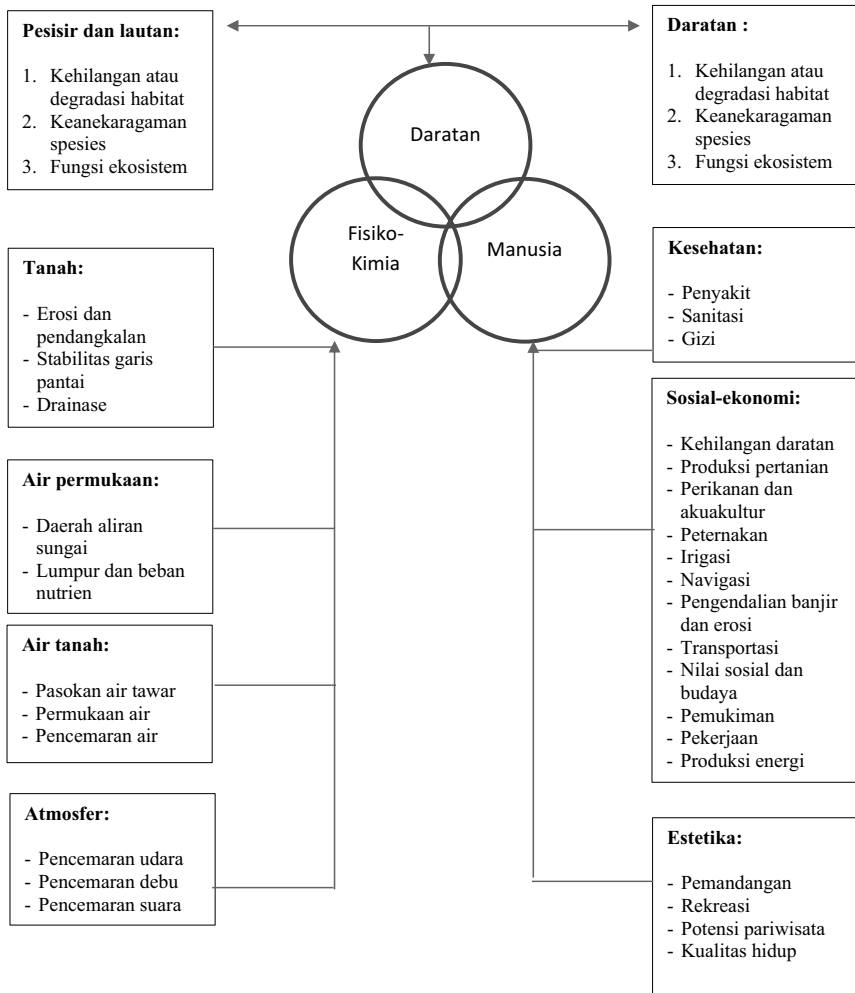 Pesisir dan lautan:
1. Kehilangan atau
degradasi habitat
2. Keanekaragaman
spesies
3. Fungsi ekosistem
Daratan :
1. Kehilangan atau
degradasi habitat
2. Keanekaragaman
spesies
3. Fungsi ekosistem
Daratan
Fisiko-
Kimia
Manusia
Tanah:
- Erosi dan
pendangkalan
- Stabilitas garis
pantai
- Drainase
Air permukaan:
- Daerah aliran
sungai
- Lumpur dan beban
nutrien
Air tanah:
- Pasokan air tawar
- Permukaan air
- Pencemaran air
Atmosfer:
- Pencemaran udara
- Pencemaran debu
- Pencemaran suara
Kesehatan:
- Penyakit
- Sanitasi
- Gizi
Sosial-ekonomi:
- Kehilangan daratan
- Produksi pertanian
- Perikanan dan
akuakultur
- Peternakan
- Irigasi
- Navigasi
- Pengendalian banjir
dan erosi
- Transportasi
- Nilai sosial dan
budaya
- Pemukiman
- Pekerjaan
- Produksi energi
Estetika:
- Pemandangan
- Rekreasi
- Potensi pariwisata
- Kualitas hidup